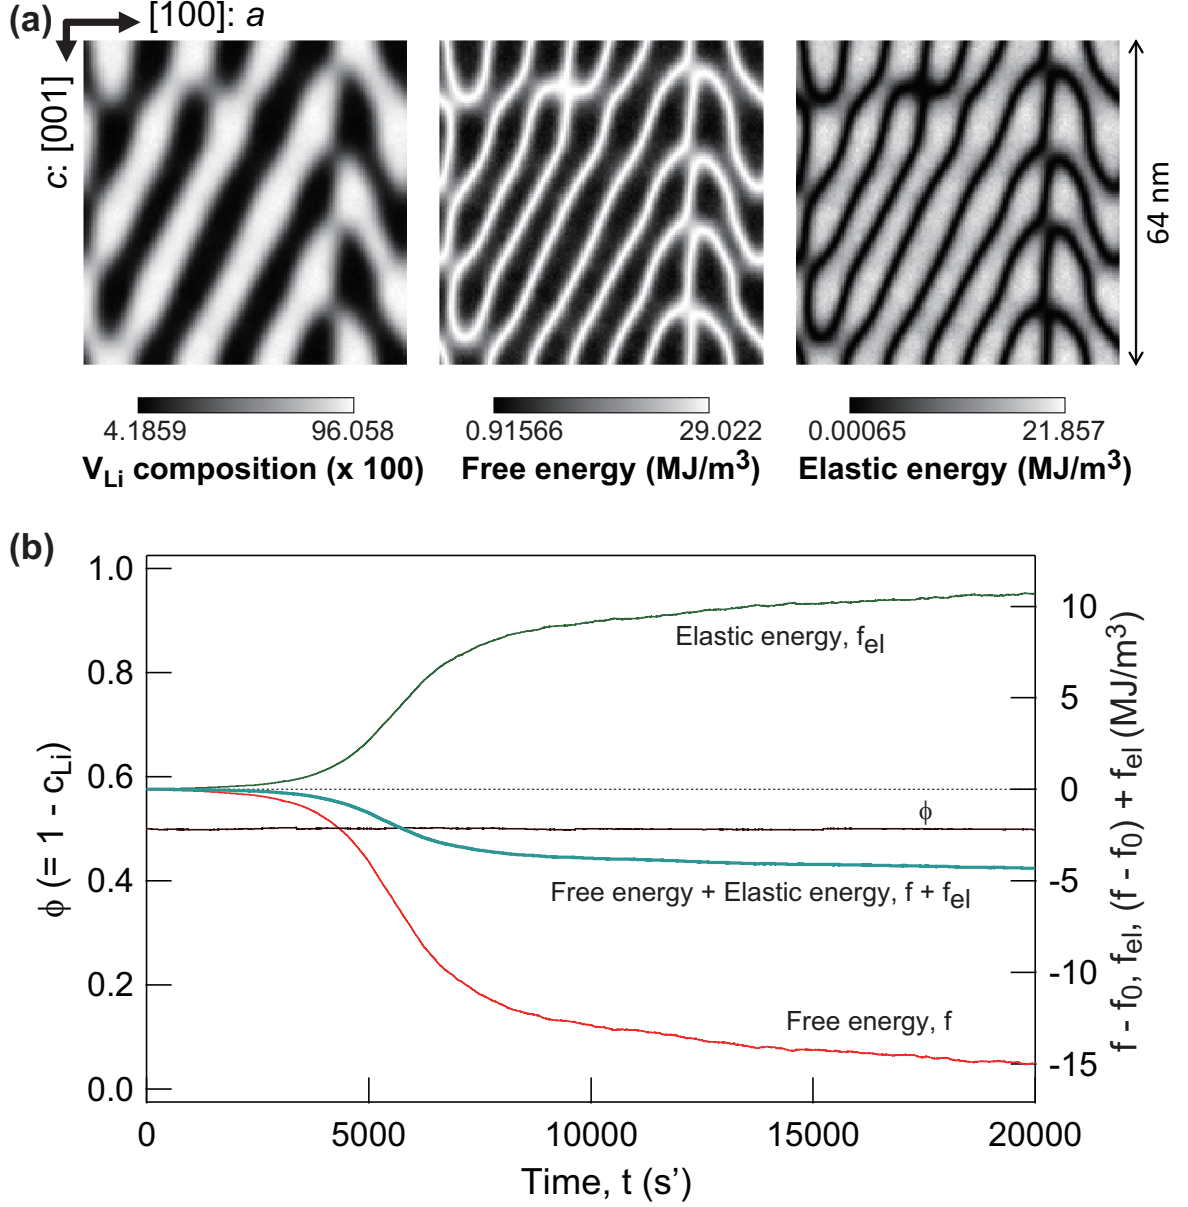 (a) [100]: a
c: [001]
64 nm
4.1859 96.058
V_Li composition (x 100)
0.91566 29.022
Free energy (MJ/m³)
0.00065 21.857
Elastic energy (MJ/m³)
(b)
1.0
0.8
0.6
0.4
0.2
0.0
ϕ (= 1 - c_Li)
Elastic energy, f_el
ϕ
Free energy + Elastic energy, f + f_el
Free energy, f
10
5
0
-5
-10
-15
f - f_0, f_el, (f - f_0) + f_el (MJ/m³)
0 5000 10000 15000 20000
Time, t (s')